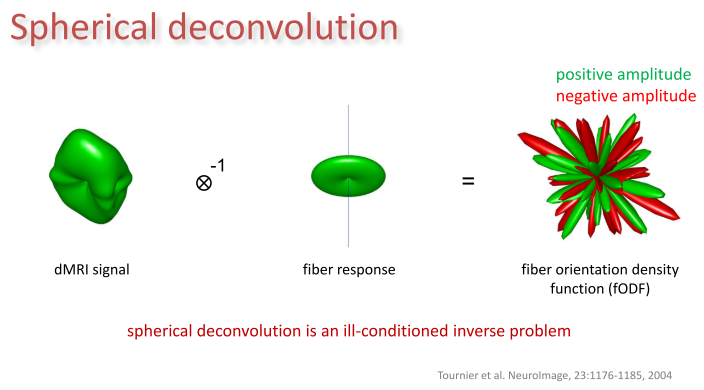 Spherical deconvolution
positive amplitude
negative amplitude
⊗-1
=
dMRI signal
fiber response
fiber orientation density
function (fODF)
spherical deconvolution is an ill-conditioned inverse problem
Tournier et al. NeuroImage, 23:1176-1185, 2004